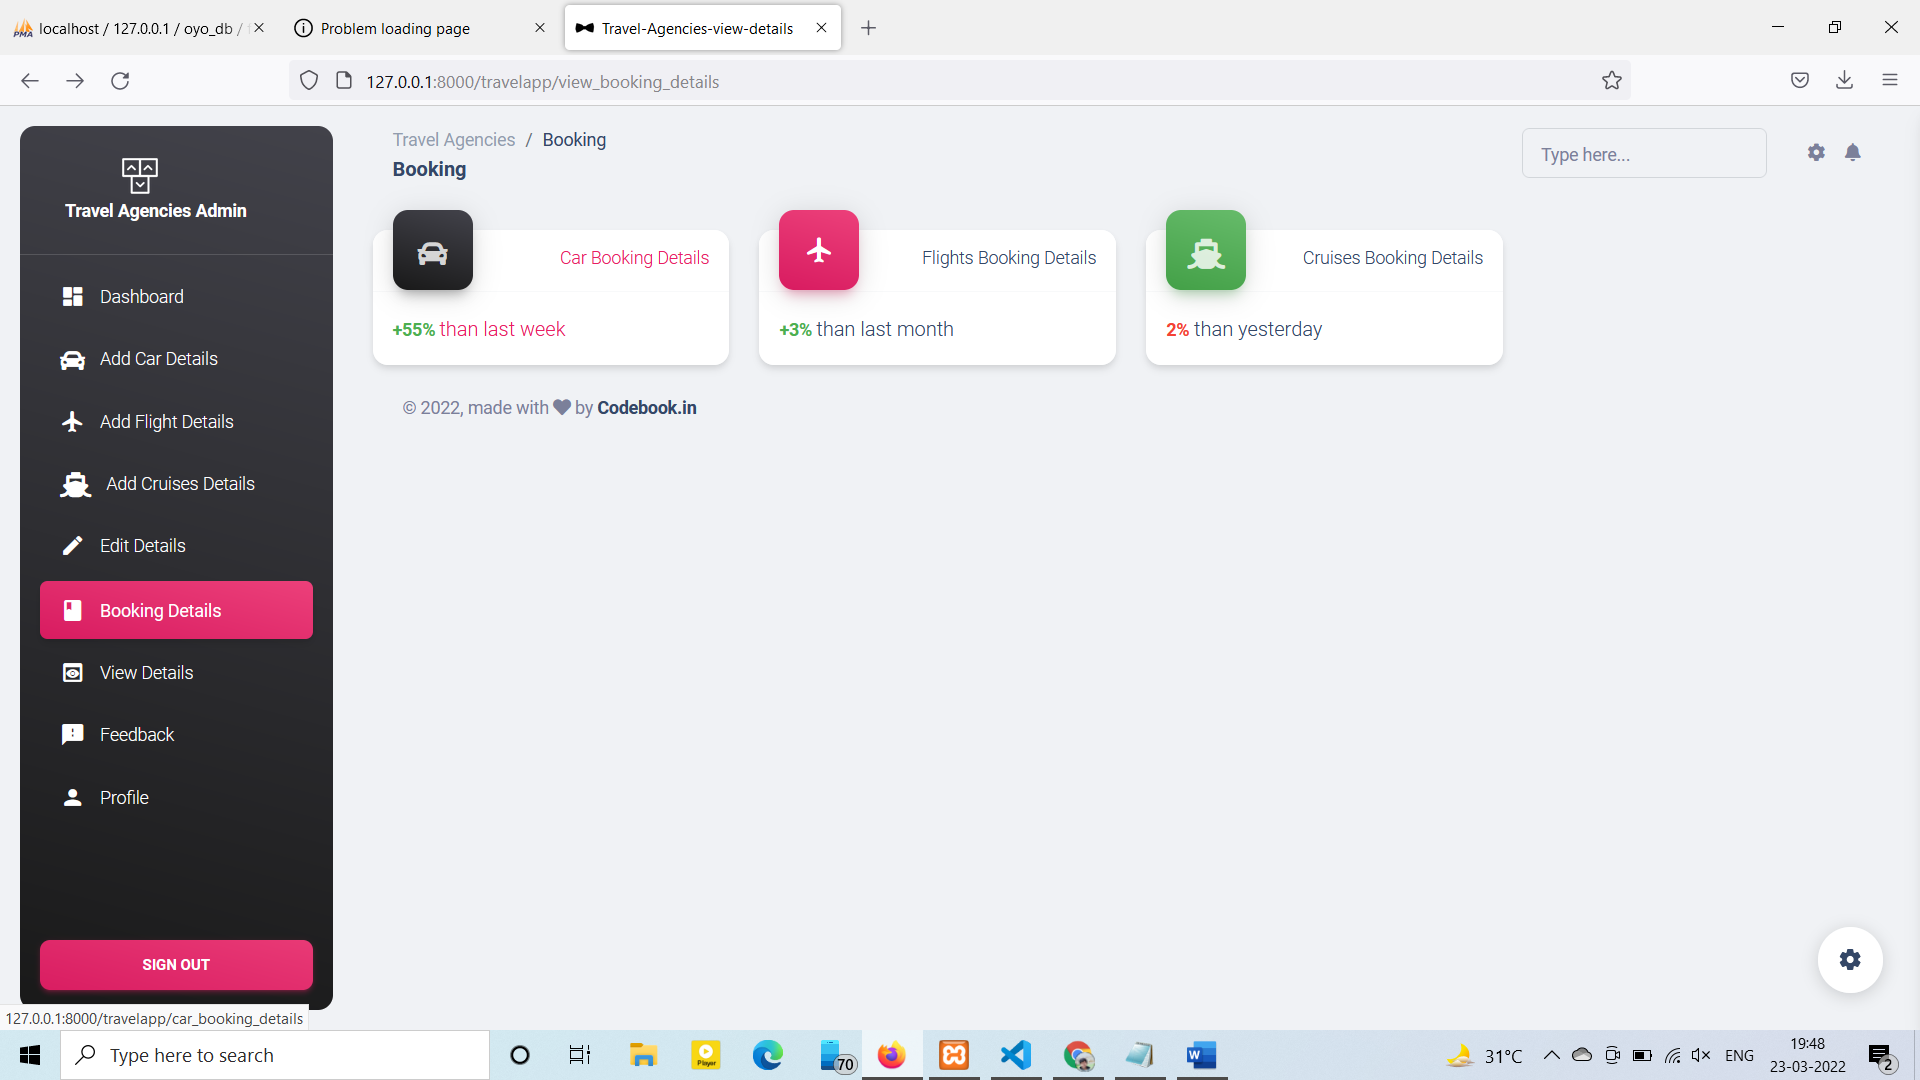 localhost / 127.0.0.1 / oyo_db /
Problem loading page
Travel-Agencies-view-details
127.0.0.1:8000/travelapp/view_booking_details
Travel Agencies Admin
Dashboard
Add Car Details
Add Flight Details
Add Cruises Details
Edit Details
Booking Details
View Details
Feedback
Profile
SIGN OUT
Travel Agencies / Booking
Booking
Type here...
Car Booking Details
+55% than last week
Flights Booking Details
+3% than last month
Cruises Booking Details
2% than yesterday
© 2022, made with by Codebook.in
127.0.0.1:8000/travelapp/car_booking_details
Type here to search
Player
70
31°C
ENG
19:48
23-03-2022
2